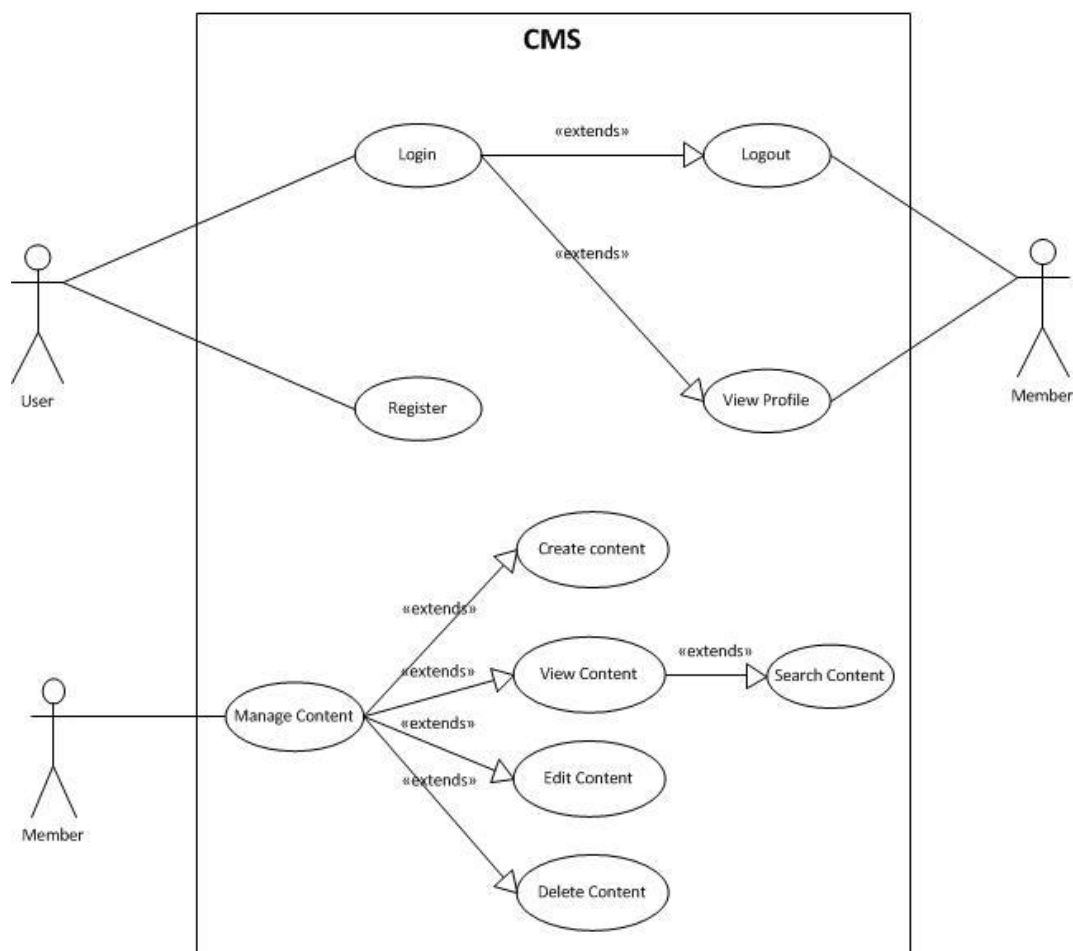 CMS
«extends»
Login
Logout
«extends»
User
Register
View Profile
Member
Create content
«extends»
«extends»
View Content
«extends»
Search Content
Manage Content
«extends»
Edit Content
«extends»
Member
Delete Content